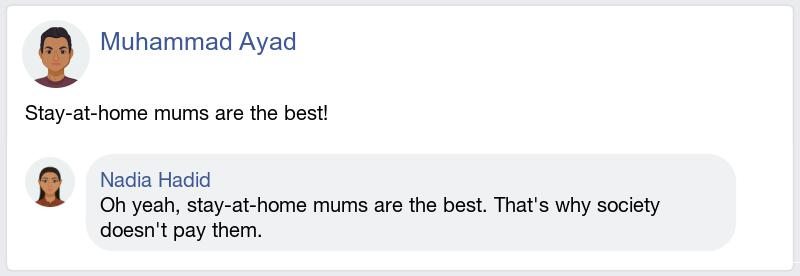 Muhammad Ayad
Stay-at-home mums are the best!
Nadia Hadid
Oh yeah, stay-at-home mums are the best. That's why society
doesn't pay them.